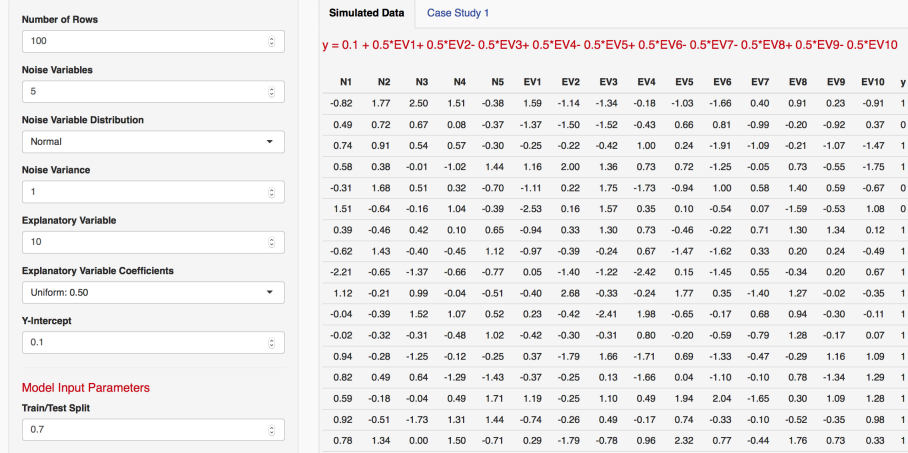 Number of Rows
100
Noise Variables
5
Noise Variable Distribution
Normal
Noise Variance
1
Explanatory Variable
10
Explanatory Variable Coefficients
Uniform: 0.50
Y-Intercept
0.1
Model Input Parameters
Train/Test Split
0.7
Simulated Data Case Study 1
y = 0.1 + 0.5*EV1+ 0.5*EV2- 0.5*EV3+ 0.5*EV4- 0.5*EV5+ 0.5*EV6- 0.5*EV7- 0.5*EV8+ 0.5*EV9- 0.5*EV10
N1 N2 N3 N4 N5 EV1 EV2 EV3 EV4 EV5 EV6 EV7 EV8 EV9 EV10 y
-0.82 1.77 2.50 1.51 -0.38 1.59 -1.14 -1.34 -0.18 -1.03 -1.66 0.40 0.91 0.23 -0.91 1
0.49 0.72 0.67 0.08 -0.37 -1.37 -1.50 -1.52 -0.43 0.66 0.81 -0.99 -0.20 -0.92 0.37 0
0.74 0.91 0.54 0.57 -0.30 -0.25 -0.22 -0.42 1.00 0.24 -1.91 -1.09 -0.21 -1.07 -1.47 1
0.58 0.38 -0.01 -1.02 1.44 1.16 2.00 1.36 0.73 0.72 -1.25 -0.05 0.73 -0.55 -1.75 1
-0.31 1.68 0.51 0.32 -0.70 -1.11 0.22 1.75 -1.73 -0.94 1.00 0.58 1.40 0.59 -0.67 0
1.51 -0.64 -0.16 1.04 -0.39 -2.53 0.16 1.57 0.35 0.10 -0.54 0.07 -1.59 -0.53 1.08 0
0.39 -0.46 0.42 0.10 0.65 -0.94 0.33 1.30 0.73 -0.46 -0.22 0.71 1.30 1.34 0.12 1
-0.62 1.43 -0.40 -0.45 1.12 -0.97 -0.39 -0.24 0.67 -1.47 -1.62 0.33 0.20 0.24 -0.49 1
-2.21 -0.65 -1.37 -0.66 -0.77 0.05 -1.40 -1.22 -2.42 0.15 -1.45 0.55 -0.34 0.20 0.67 1
1.12 -0.21 0.99 -0.04 -0.51 -0.40 2.68 -0.33 -0.24 1.77 0.35 -1.40 1.27 -0.02 -0.35 1
-0.04 -0.39 1.52 1.07 0.52 0.23 -0.42 -2.41 1.98 -0.65 -0.17 0.68 0.94 -0.30 -0.11 1
-0.02 -0.32 -0.31 -0.48 1.02 -0.42 -0.30 -0.31 0.80 -0.20 -0.59 -0.79 1.28 -0.17 0.07 1
0.94 -0.28 -1.25 -0.12 -0.25 0.37 -1.79 1.66 -1.71 0.69 -1.33 -0.47 -0.29 1.16 1.09 1
0.82 0.49 0.64 -1.29 -1.43 -0.37 -0.25 0.13 -1.66 0.04 -1.10 -0.10 0.78 -1.34 1.29 1
0.59 -0.18 -0.04 0.49 1.71 1.19 -0.25 1.10 0.49 1.94 2.04 -1.65 0.30 1.09 1.28 1
0.92 -0.51 -1.73 1.31 1.44 -0.74 -0.26 0.49 -0.17 0.74 -0.33 -0.10 -0.52 -0.35 0.98 1
0.78 1.34 0.00 1.50 -0.71 0.29 -1.79 -0.78 0.96 2.32 0.77 -0.44 1.76 0.73 0.33 1